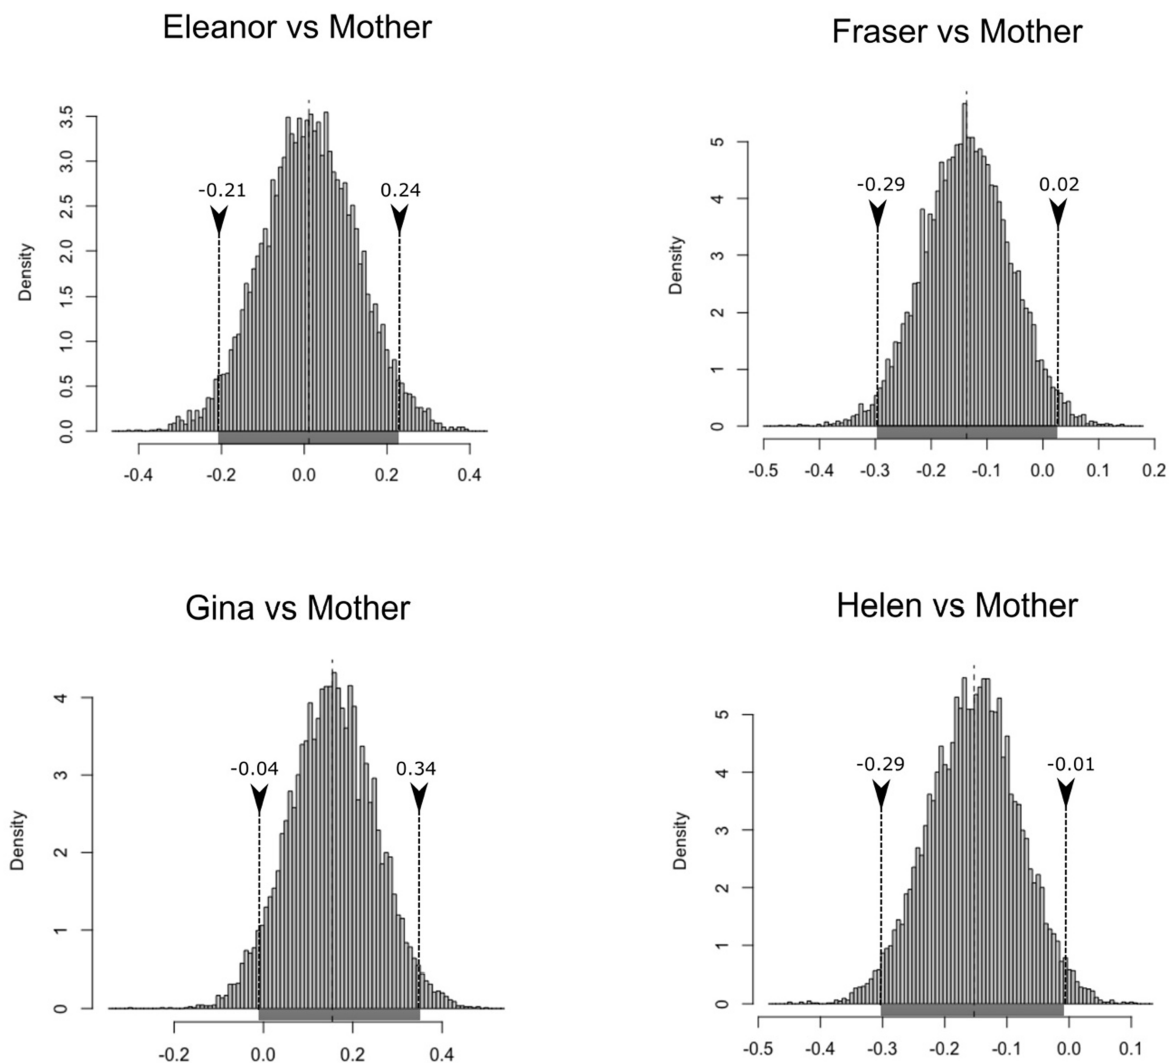 Eleanor vs Mother
Density
0.0 0.5 1.0 1.5 2.0 2.5 3.0 3.5
-0.21 0.24
-0.4 -0.2 0.0 0.2 0.4
Fraser vs Mother
Density
0 1 2 3 4 5
-0.29 0.02
-0.5 -0.4 -0.3 -0.2 -0.1 0.0 0.1 0.2
Gina vs Mother
Density
0 1 2 3 4
-0.04 0.34
-0.2 0.0 0.2 0.4
Helen vs Mother
Density
0 1 2 3 4 5
-0.29 -0.01
-0.5 -0.4 -0.3 -0.2 -0.1 0.0 0.1